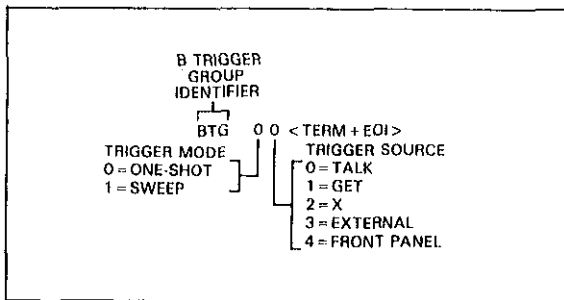 B TRIGGER
GROUP
IDENTIFIER
BTG 0 0 <TERM + EOI>
TRIGGER MODE
0 = ONE-SHOT
1 = SWEEP
TRIGGER SOURCE
0 = TALK
1 = GET
2 = X
3 = EXTERNAL
4 = FRONT PANEL